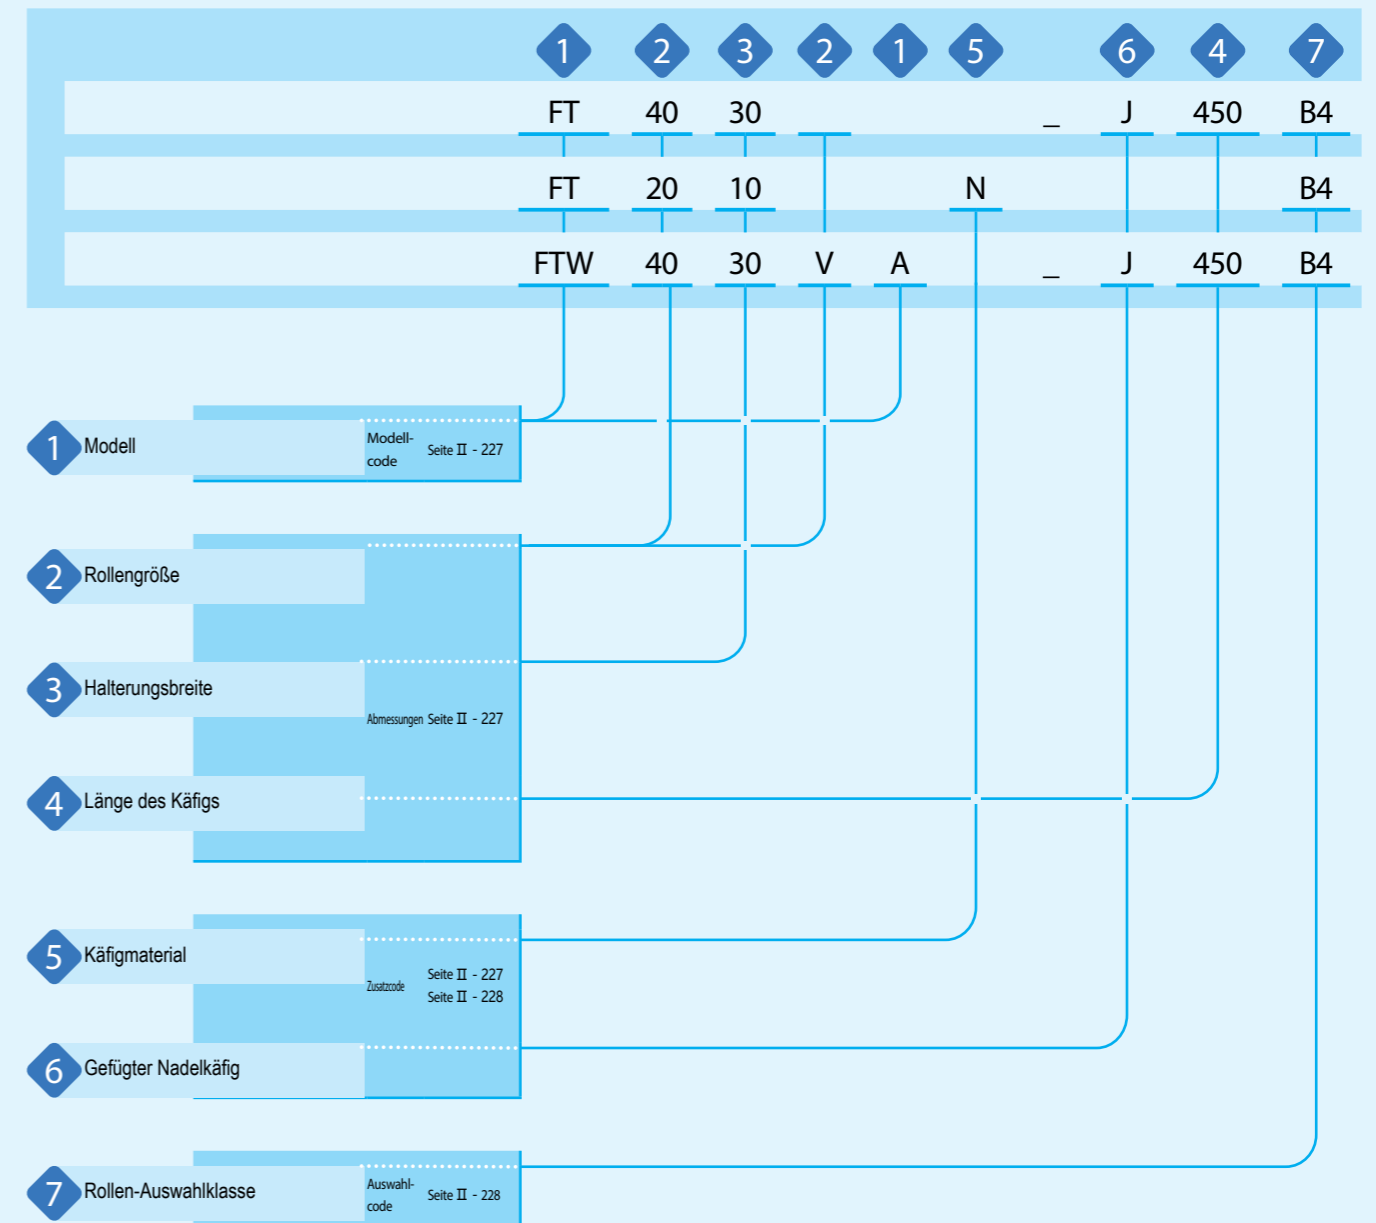 1 2 3 2 1 5 6 4 7
FT 40 30 _ J 450 B4
FT 20 10 N B4
FTW 40 30 V A _ J 450 B4
1 Modell
Modell-
code
Seite II - 227
2 Rollengröße
3 Halterungsbreite
Abmessungen Seite II - 227
4 Länge des Käfigs
5 Käfigmaterial
Zusatzcode
Seite II - 227
Seite II - 228
6 Gefügter Nadelkäfig
7 Rollen-Auswahlklasse
Auswahl-
code
Seite II - 228